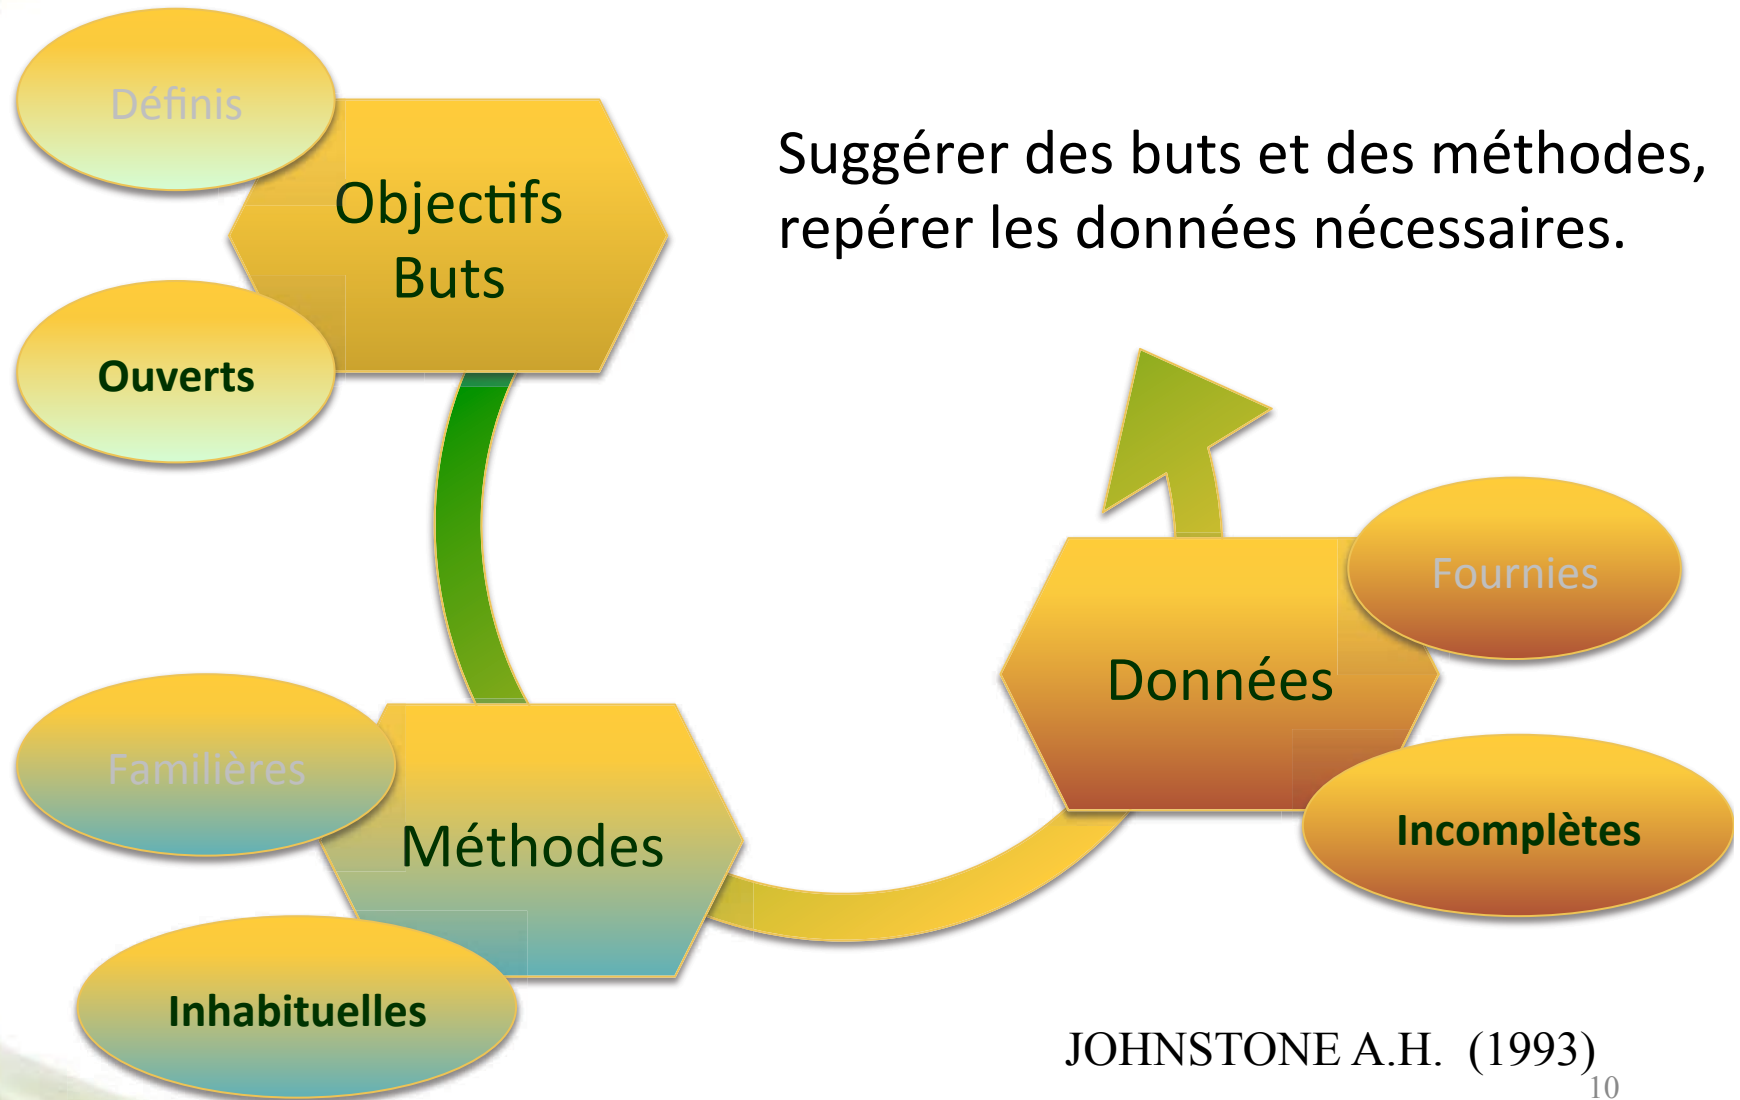 Définis
Objectifs
Buts
Ouverts
Suggérer des buts et des méthodes,
repérer les données nécessaires.
Familières
Méthodes
Inhabituelles
Fournies
Données
Incomplètes
JOHNSTONE A.H. (1993)
10